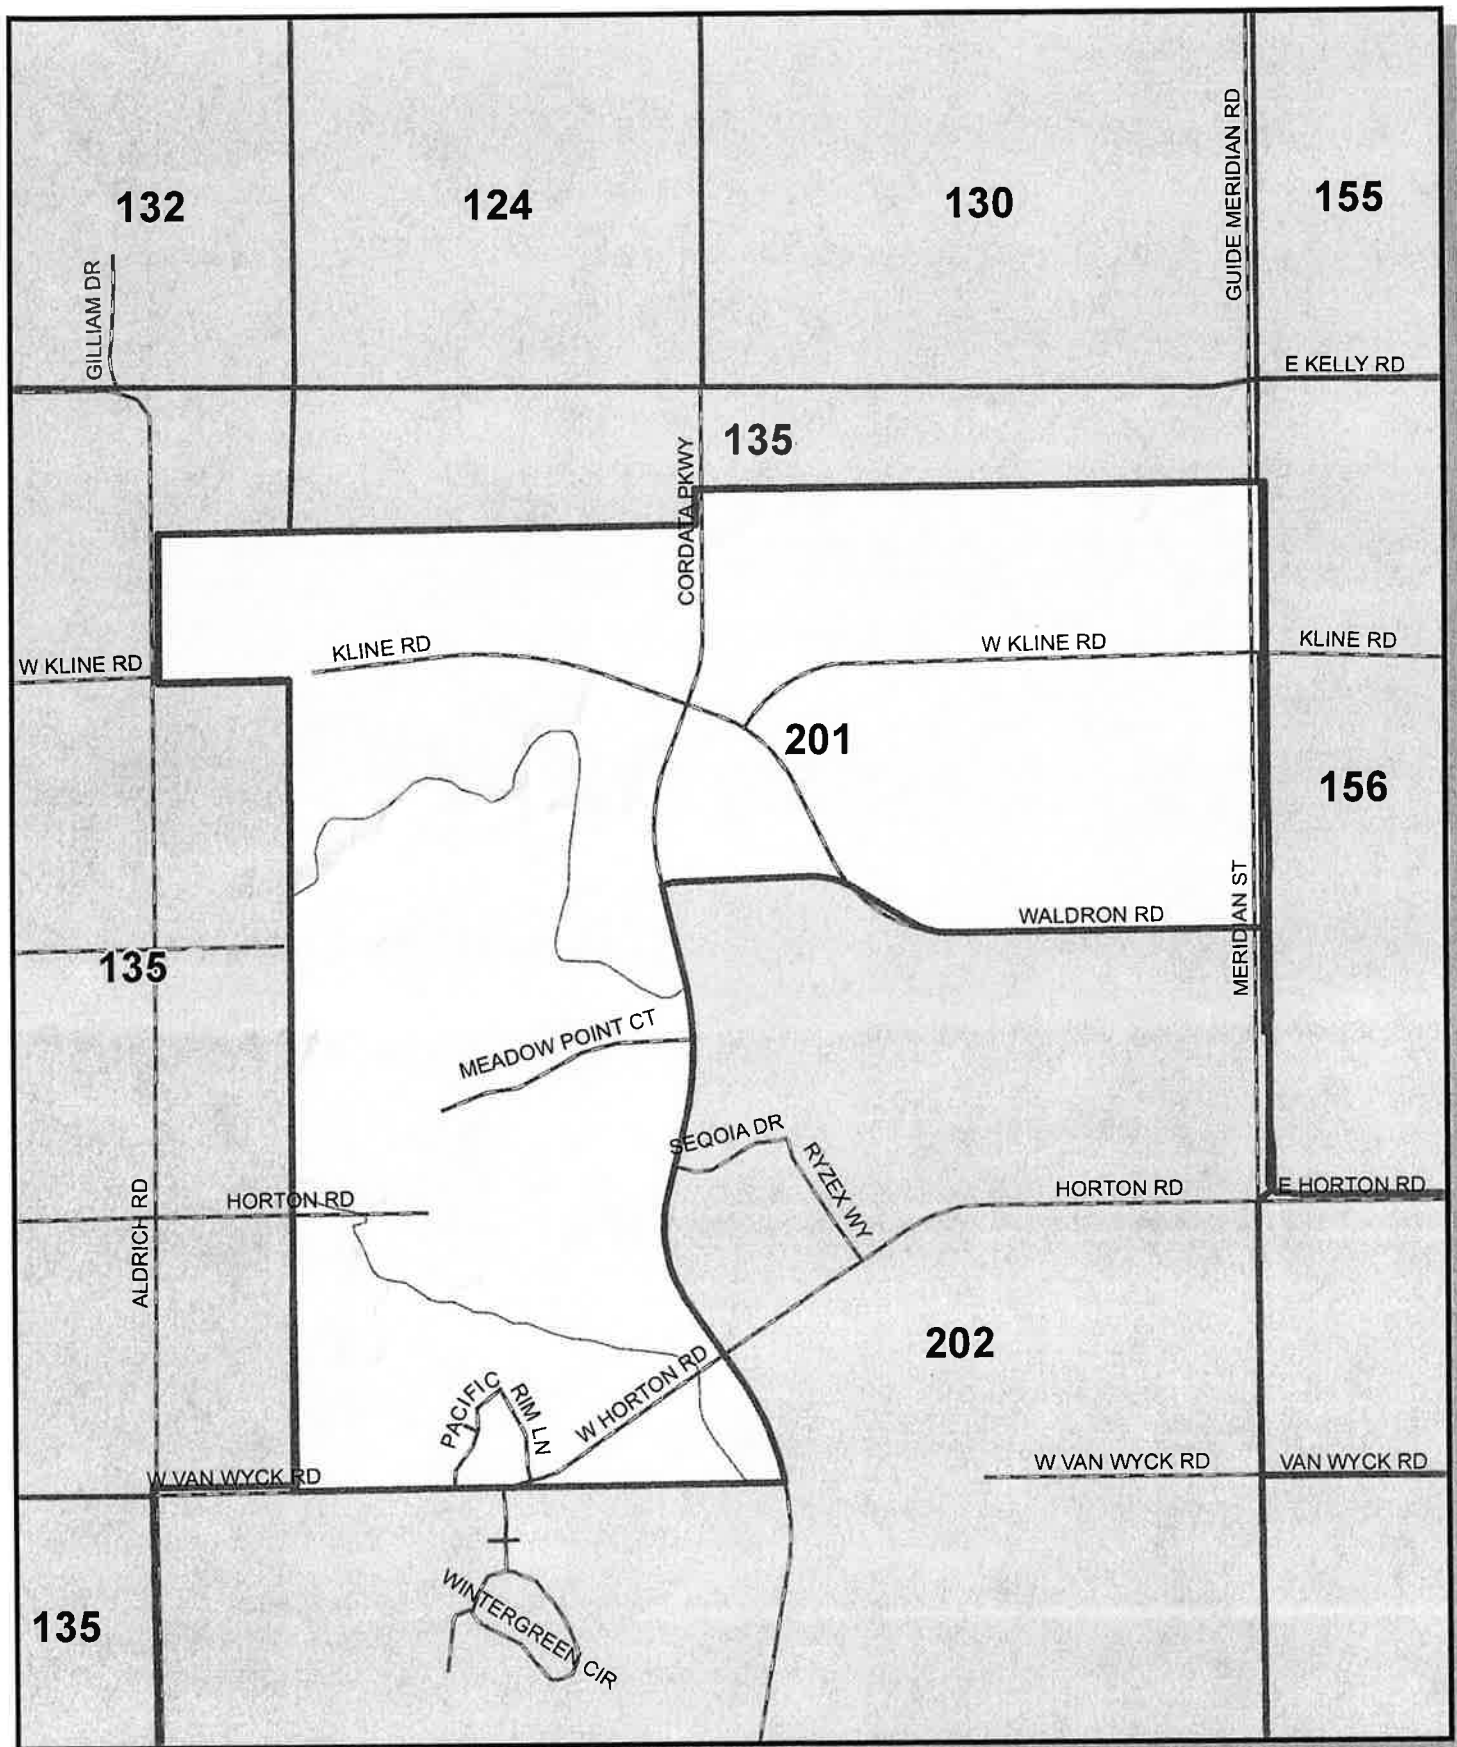 GUIDE MERIDIAN RD
132
124
130
155
GILLIAM DR
E KELLY RD
135
CORDATA PKWY
W KLINE RD
KLINE RD
W KLINE RD
KLINE RD
201
156
MERIDIAN ST
WALDRON RD
135
MEADOW POINT CT
SEQOIA DR
RYZEX WY
ALDRICH RD
HORTON RD
HORTON RD
E HORTON RD
202
W HORTON RD
PACIFIC RIM LN
W VAN WYCK RD
W VAN WYCK RD
VAN WYCK RD
WINTERGREEN CIR
135